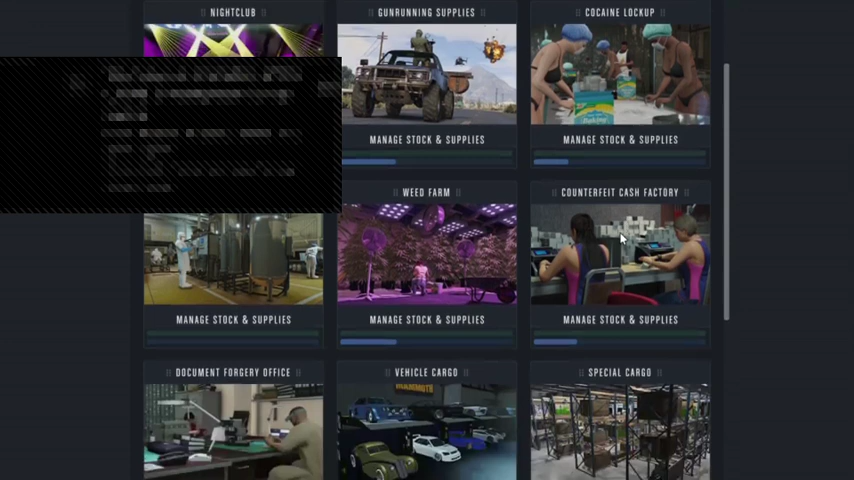 NIGHTCLUB
GUNRUNNING SUPPLIES
COCAINE LOCKUP
MANAGE STOCK & SUPPLIES
MANAGE STOCK & SUPPLIES
WEED FARM
COUNTERFEIT CASH FACTORY
MANAGE STOCK & SUPPLIES
MANAGE STOCK & SUPPLIES
MANAGE STOCK & SUPPLIES
DOCUMENT FORGERY OFFICE
VEHICLE CARGO
SPECIAL CARGO
MAMMOTH